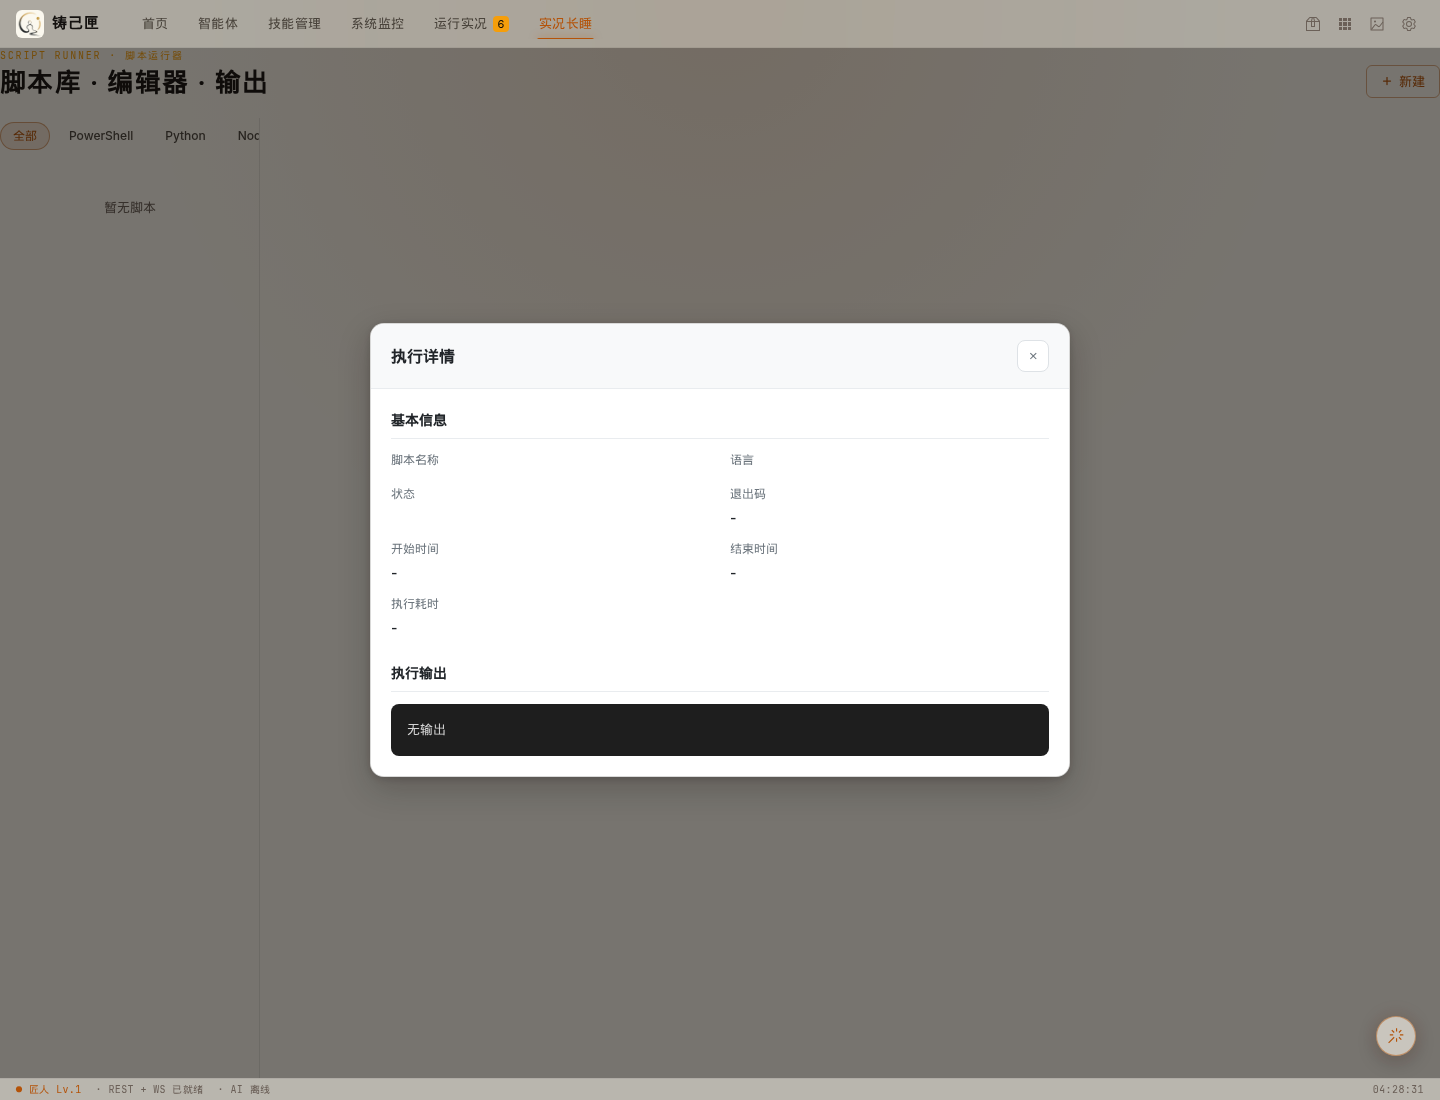 铸己匣
首页
智能体
技能管理
系统监控
运行实况 6
实况长睡
SCRIPT RUNNER · 脚本运行器
脚本库 · 编辑器 · 输出
+ 新建
全部
PowerShell
Python
暂无脚本
执行详情
×
基本信息
脚本名称
语言
状态
退出码
-
开始时间
结束时间
-
-
执行耗时
-
执行输出
无输出
匠人 Lv.1 · REST + WS 已就绪 · AI 离线
04:28:31